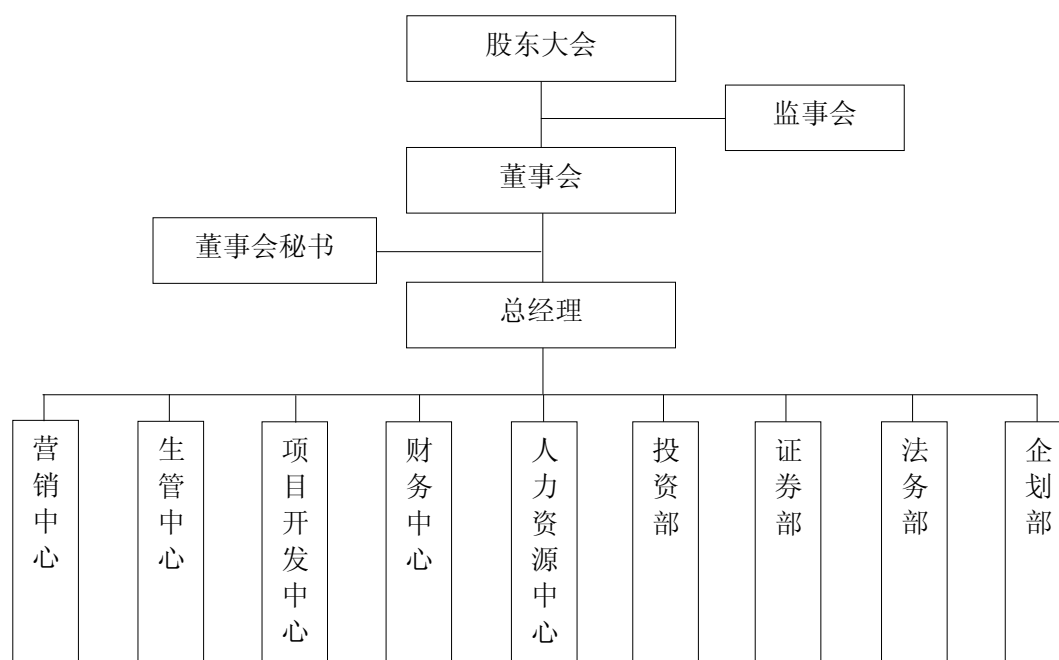 股东大会
监事会
董事会
董事会秘书
总经理
营销中心
生管中心
项目开发中心
财务中心
人力资源中心
投资部
证券部
法务部
企划部